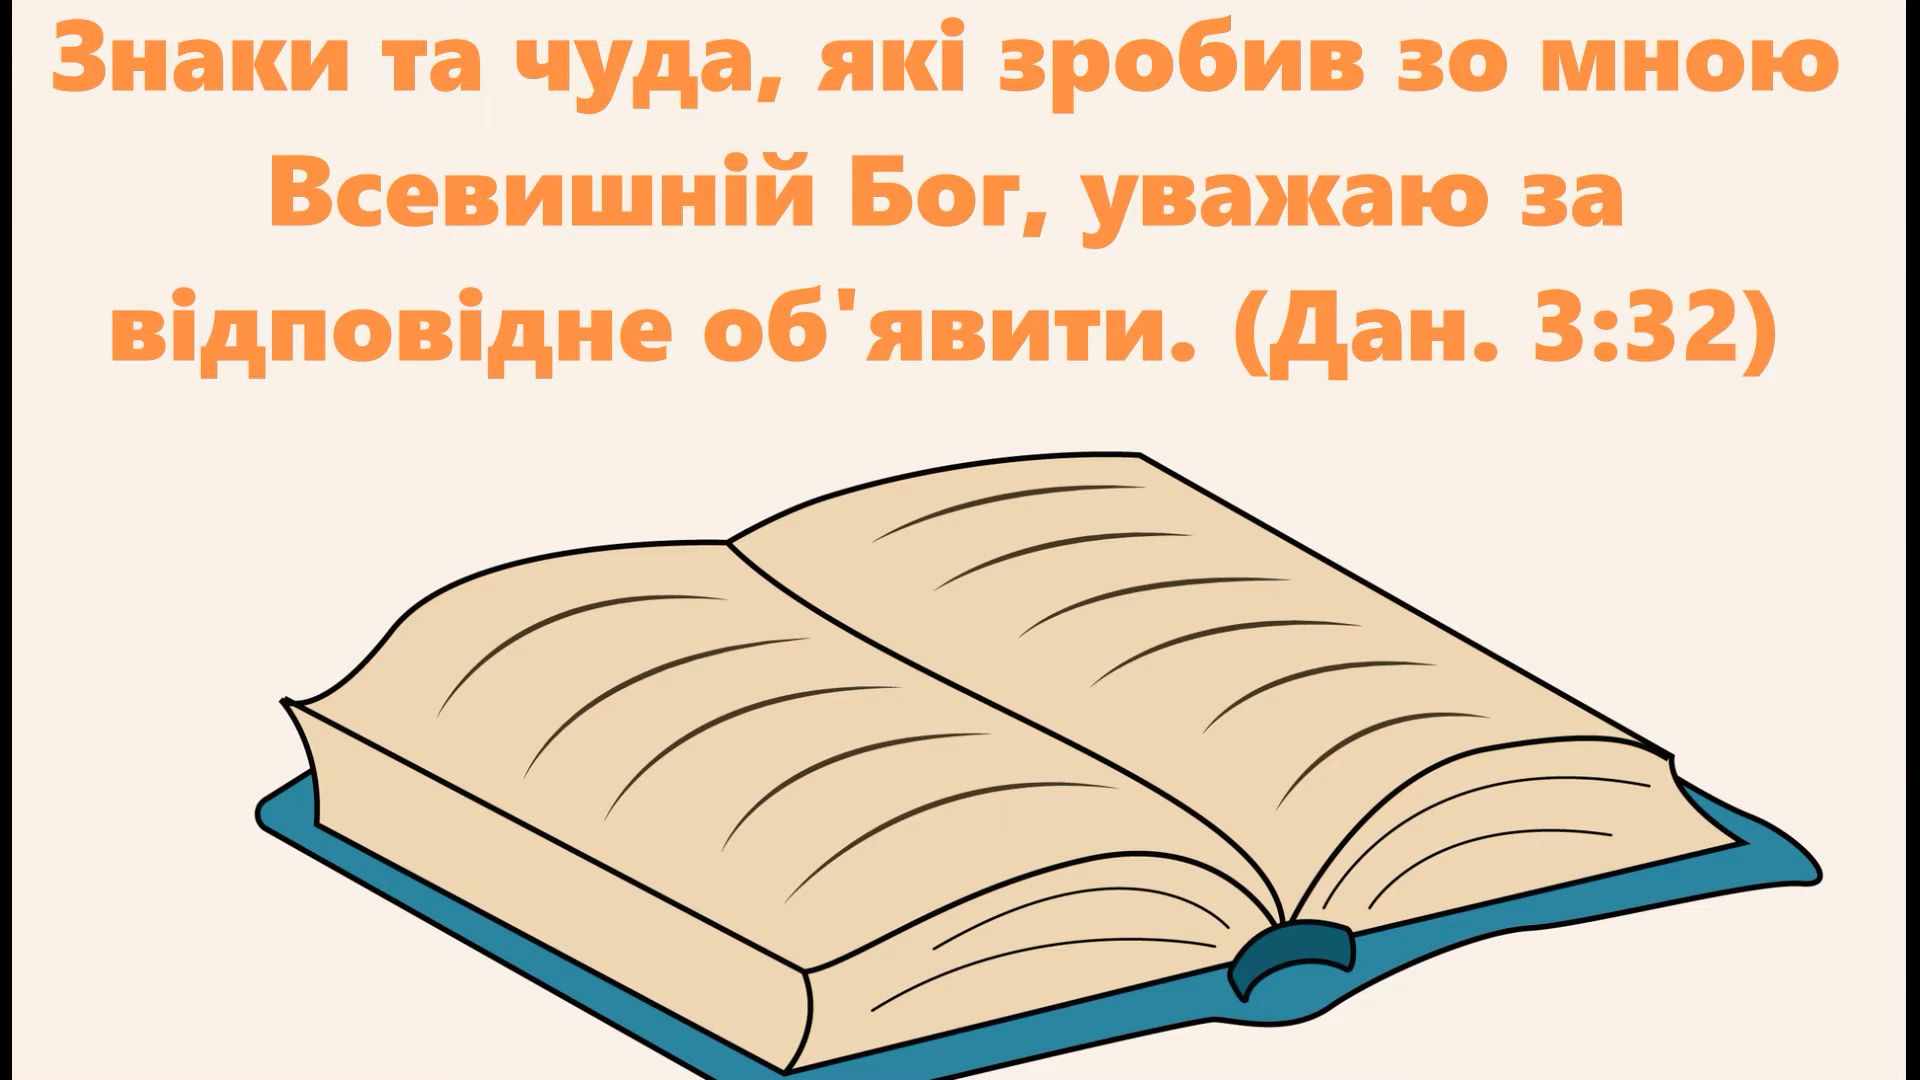 Знаки та чуда, які зробив зо мною
Всевишній Бог, уважаю за
відповідне об'явити. (Дан. 3:32)